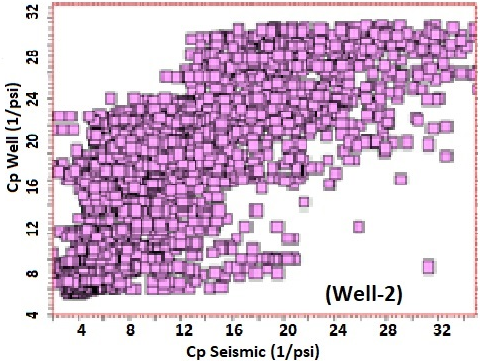 32
28
24
20
16
12
8
4
Cp Well (1/psi)
(Well-2)
4 8 12 16 20 24 28 32
Cp Seismic (1/psi)